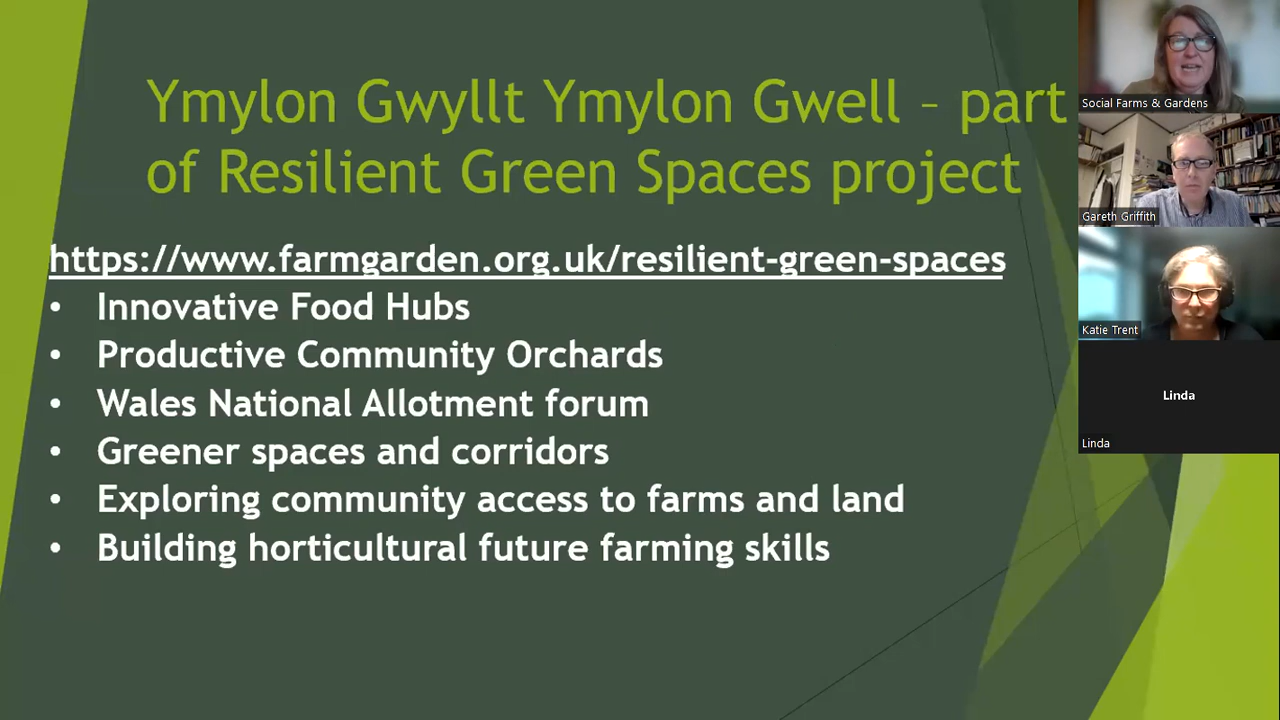 Ymylon Gwyllt Ymylon Gwell – part
of Resilient Green Spaces project
https://www.farmgarden.org.uk/resilient-green-spaces
• Innovative Food Hubs
• Productive Community Orchards
• Wales National Allotment forum
• Greener spaces and corridors
• Exploring community access to farms and land
• Building horticultural future farming skills
Social Farms & Gardens
Gareth Griffith
Katie Trent
Linda
Linda